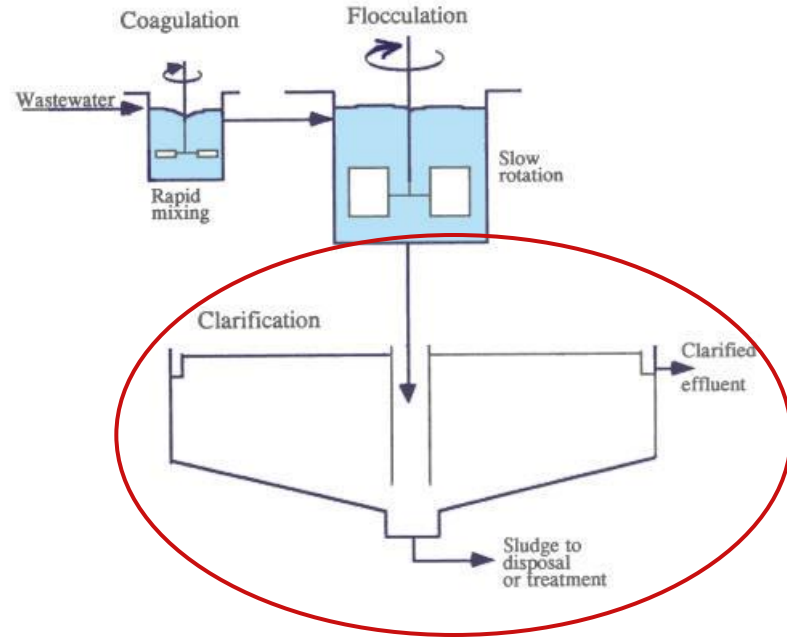 Coagulation
Flocculation
Wastewater
Rapid
mixing
Slow
rotation
Clarification
Clarified
effluent
Sludge to
disposal
or treatment